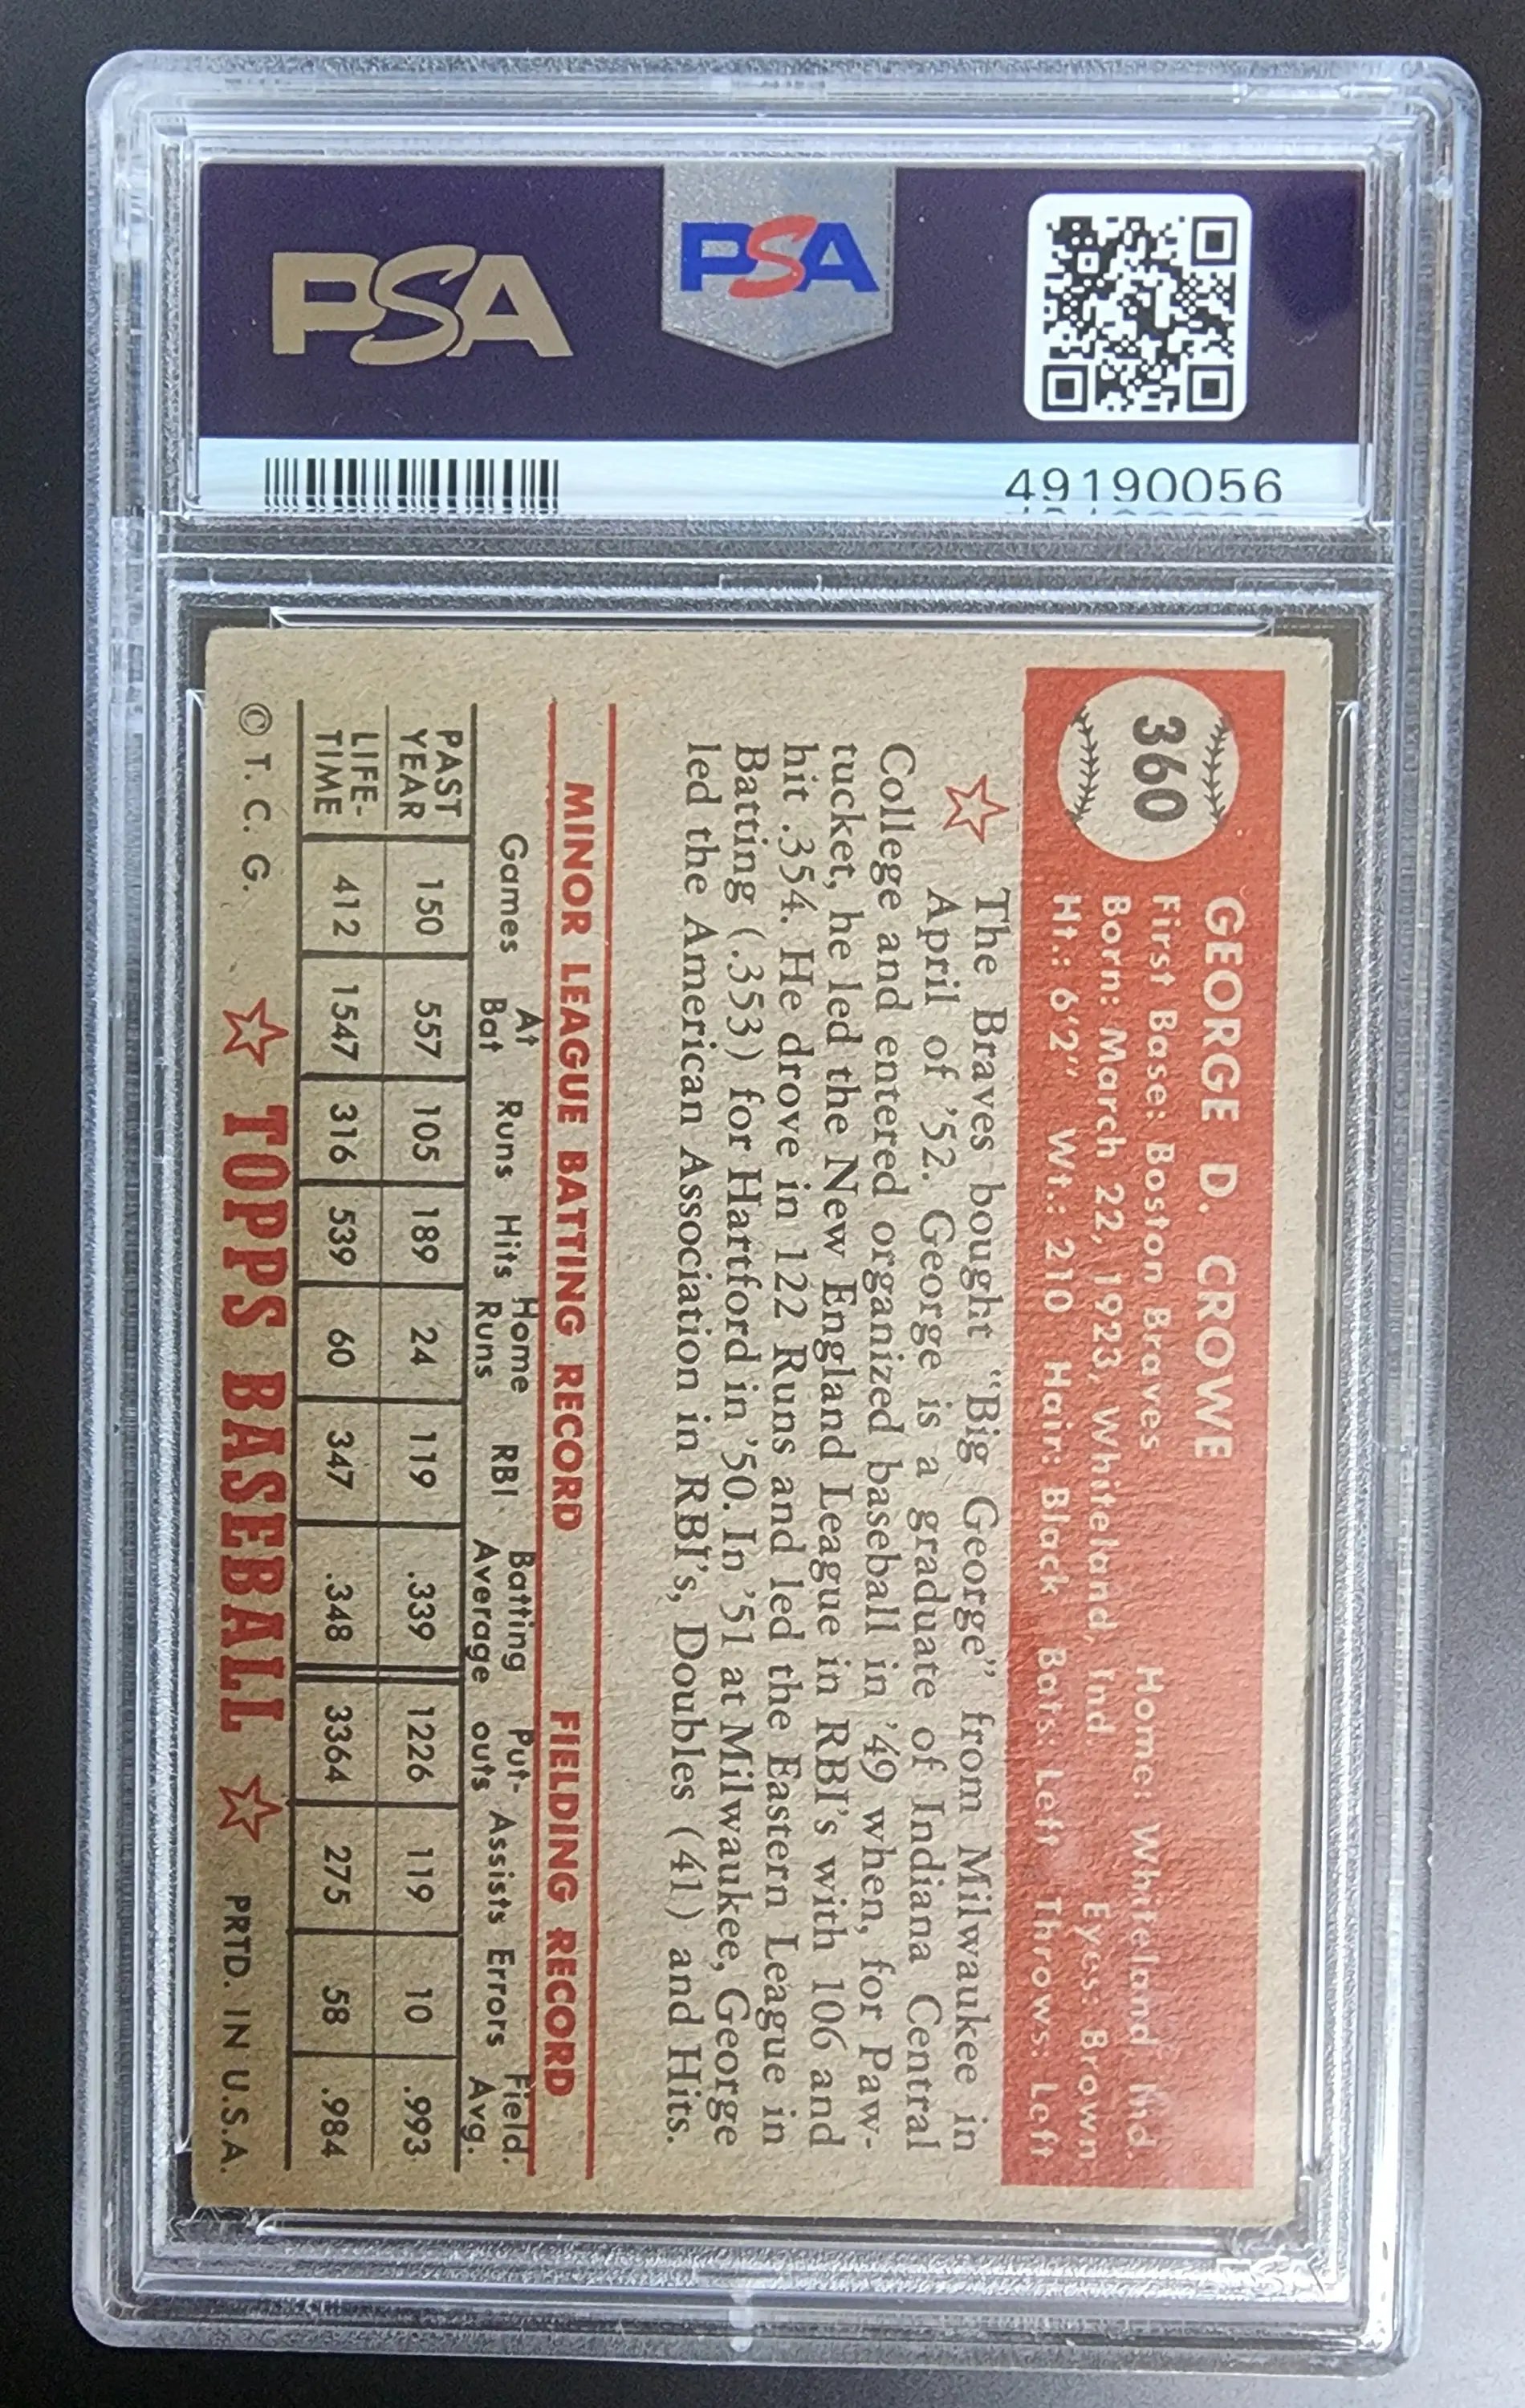 PSA
PSA
49190056
360
GEORGE D. CROWE
First Base: Boston Braves Home: Whiteland Ind.
Born: March 22, 1923, Whiteland, Ind. Eyes: Brown
Ht.: 6'2" Wt.: 210 Hair: Black Bats: Left Throws: Left
The Braves bought "Big George" from Milwaukee in
April of '52. George is a graduate of Indiana Central
College and entered organized baseball in '49 when, for Paw-
tucket, he led the New England League in RBI's with 106 and
hit .354. He drove in 122 Runs and led the Eastern League in
Batting (.353) for Hartford in '50. In '51 at Milwaukee, George
led the American Association in RBI's, Doubles (41) and Hits.
MINOR LEAGUE BATTING RECORD FIELDING RECORD
Games At Bat Runs Hits Home Runs RBI Batting Average Put-outs Assists Errors Field. Avg.
PAST YEAR 150 557 105 189 24 119 .339 1226 119 10 .993
LIFE-TIME 412 1547 316 539 60 347 .348 3364 275 58 .984
© T. C. G. TOPPS BASEBALL PRTD. IN U.S.A.